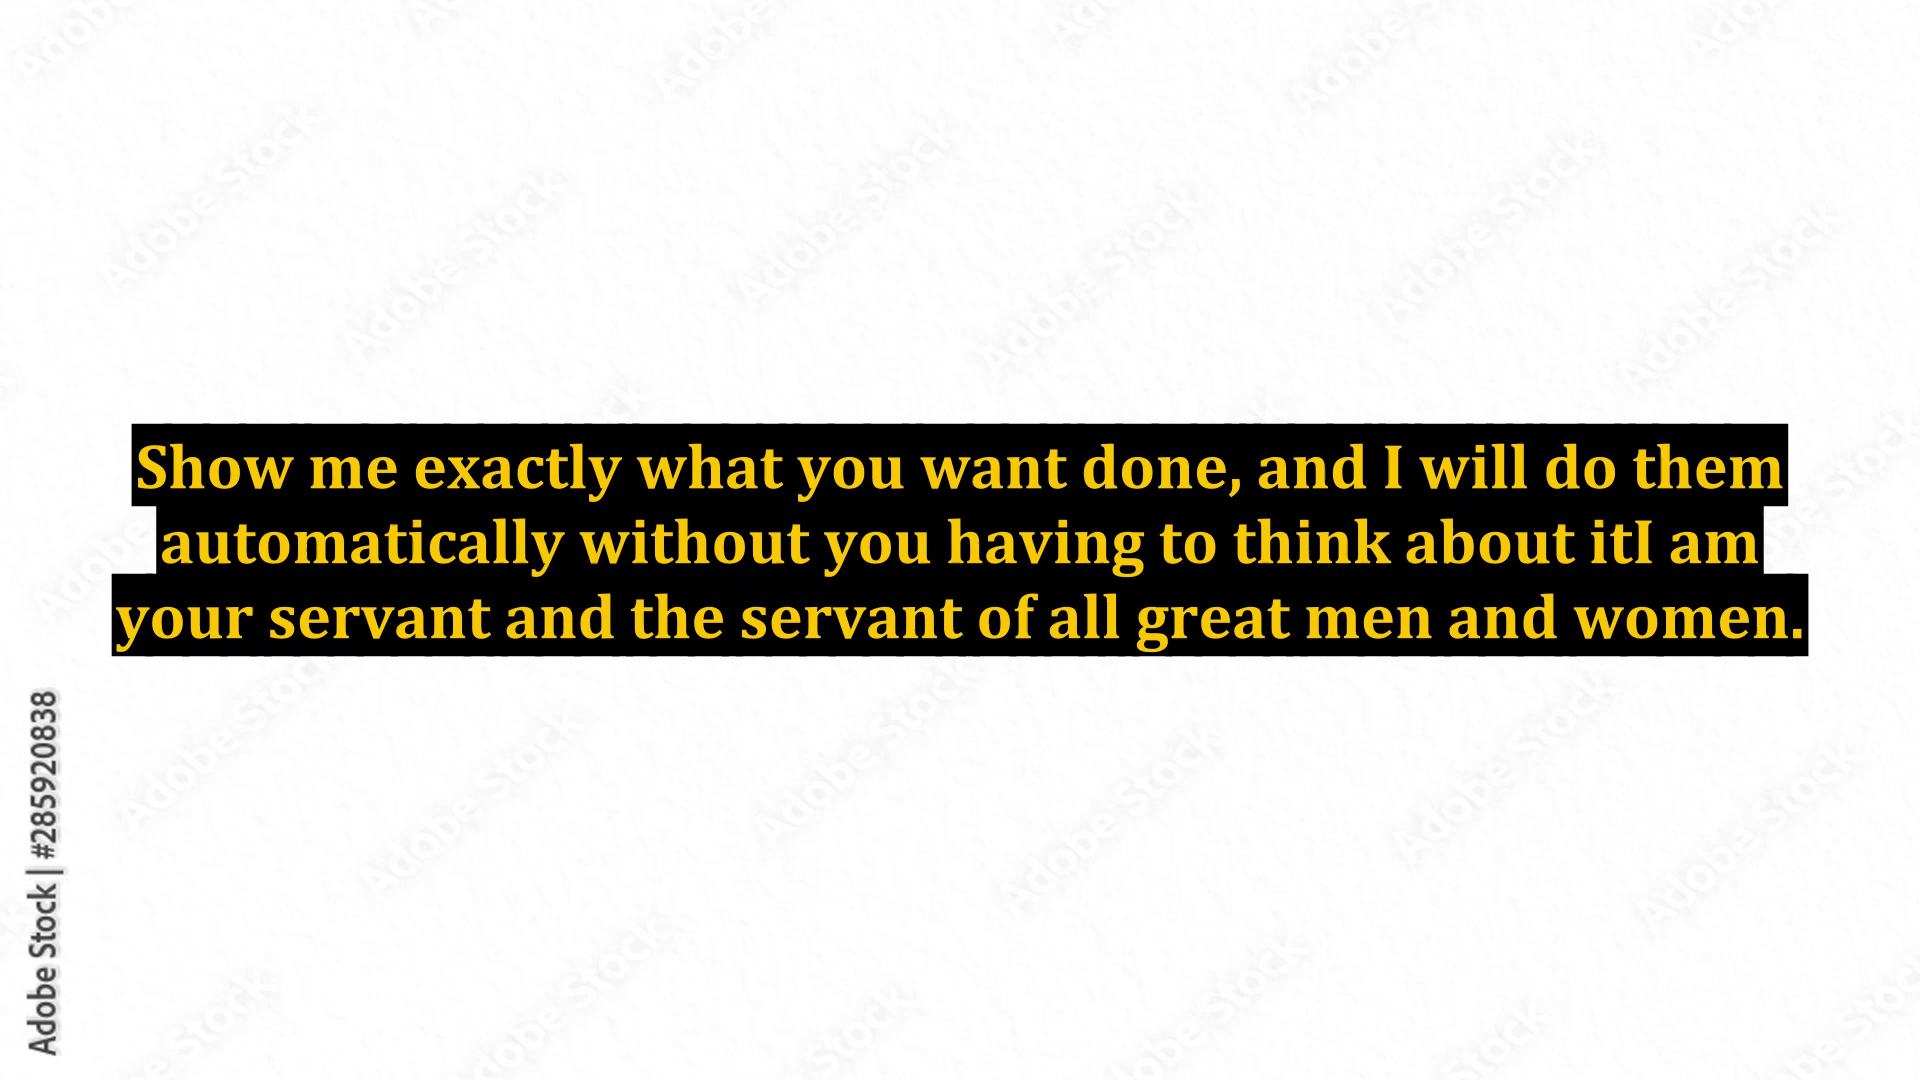 Show me exactly what you want done, and I will do them
automatically without you having to think about itI am
your servant and the servant of all great men and women.
Adobe Stock | #285920838